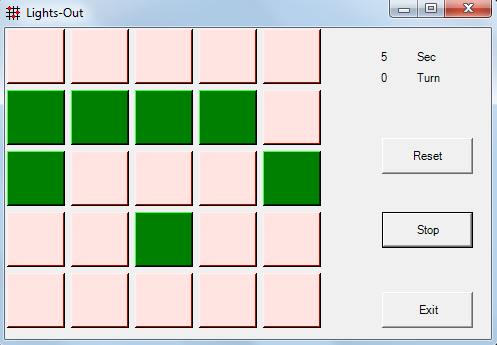 Lights-Out
5 Sec
0 Turn
Reset
Stop
Exit